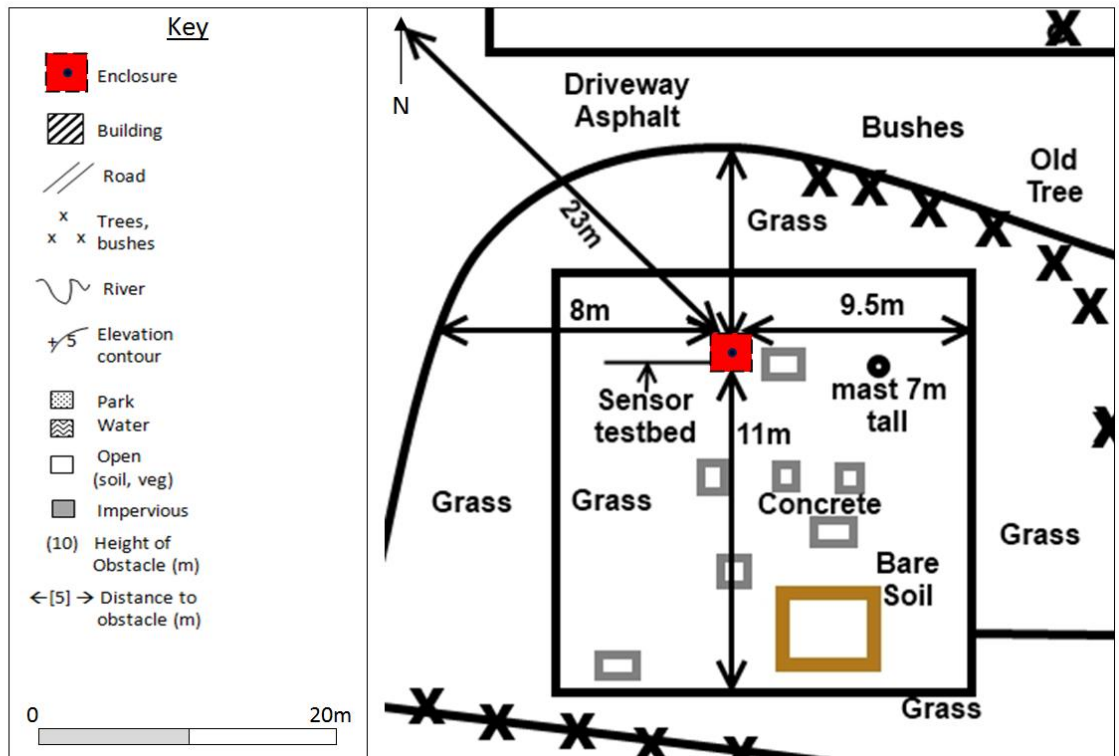 Key
Enclosure
Building
Road
x
x x
Trees,
bushes
River
+ 5
Elevation
contour
Park
Water
Open
(soil, veg)
Impervious
(10) Height of
Obstacle (m)
←[5] → Distance to
obstacle (m)
0 20m
N
Driveway
Asphalt
Bushes
Old
Tree
23m
Grass
8m
9.5m
Sensor
testbed
mast 7m
tall
11m
Grass
Grass
Concrete
Grass
Bare
Soil
Grass